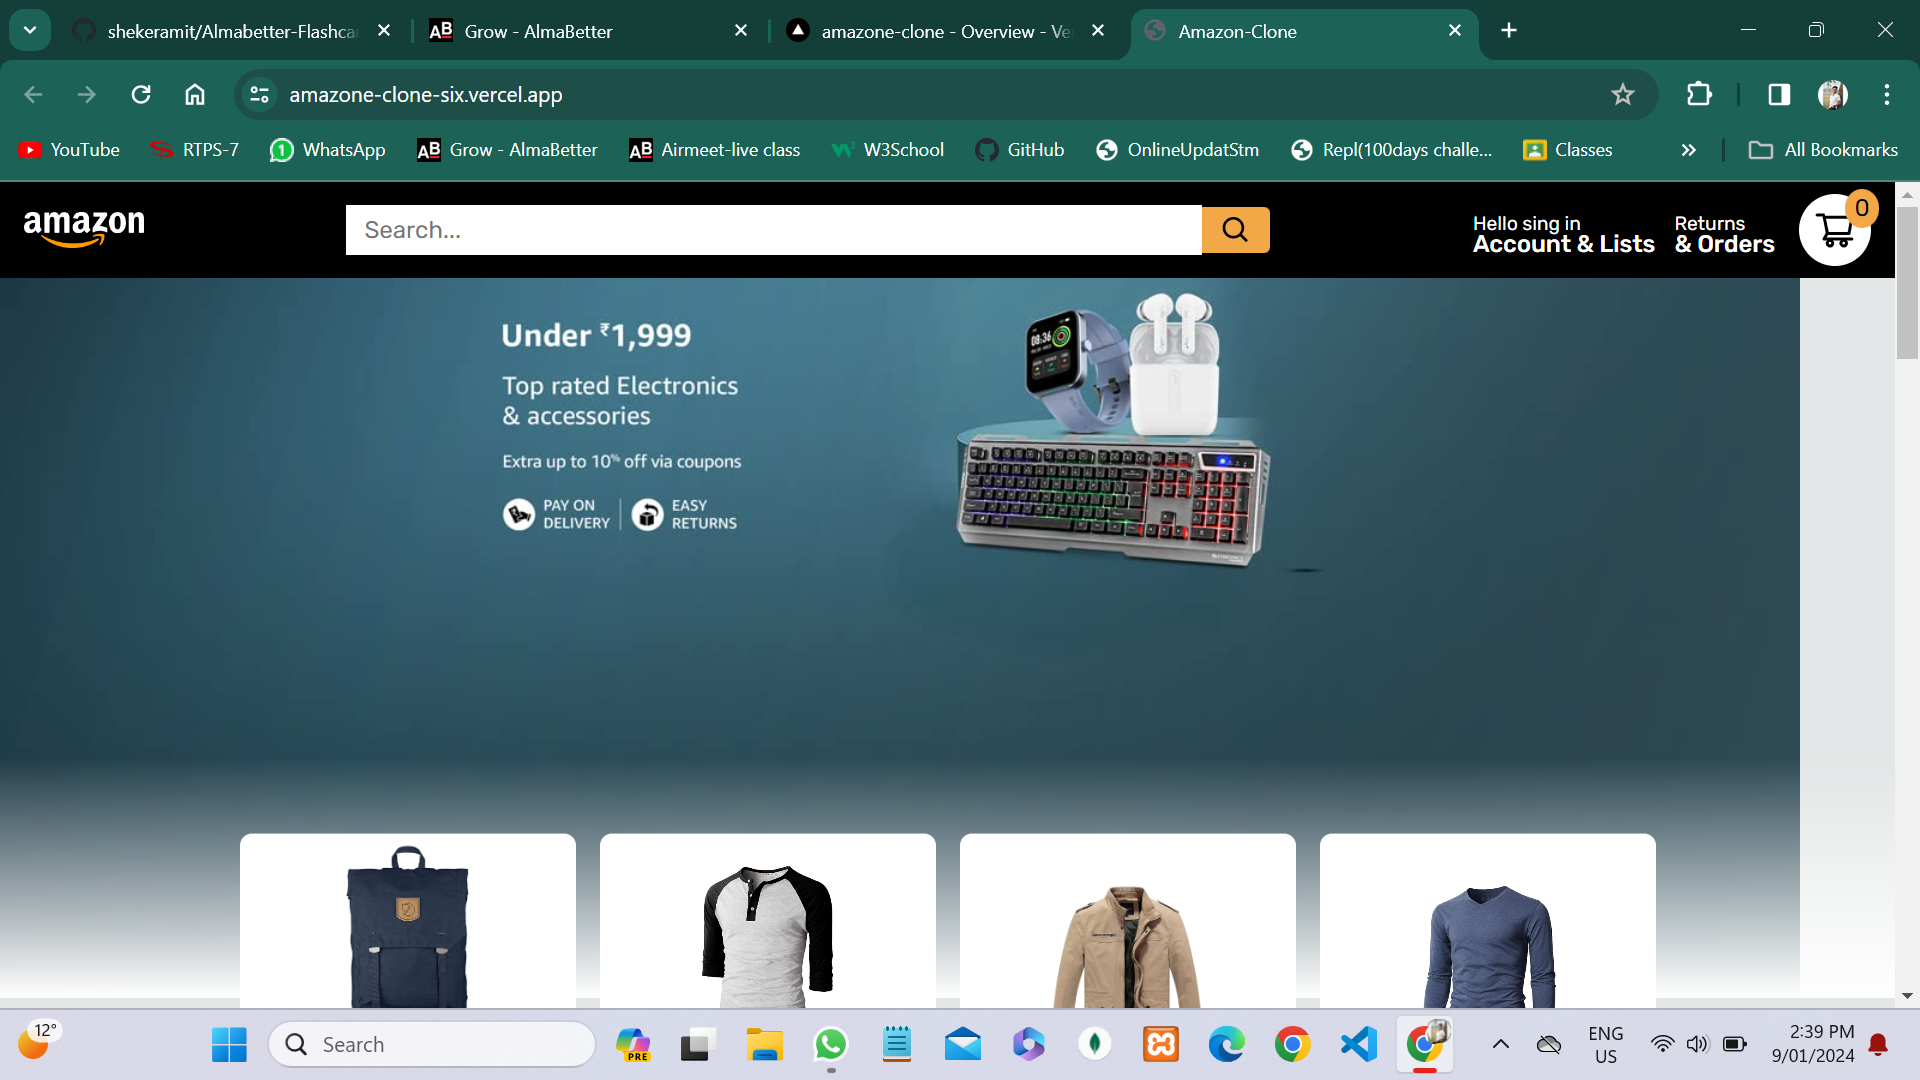 shekeramit/Almabetter-Flashca
Grow - AlmaBetter
amazone-clone - Overview - Ve
Amazon-Clone
amazone-clone-six.vercel.app
YouTube
RTPS-7
WhatsApp
Grow - AlmaBetter
Airmeet-live class
W3School
GitHub
OnlineUpdatStm
Repl(100days challe...
Classes
All Bookmarks
amazon
Search...
Hello sing in
Account & Lists
Returns
& Orders
0
Under ₹1,999
Top rated Electronics
& accessories
Extra up to 10% off via coupons
PAY ON
DELIVERY
EASY
RETURNS
08:36
12°
Search
PRE
ENG
US
2:39 PM
9/01/2024